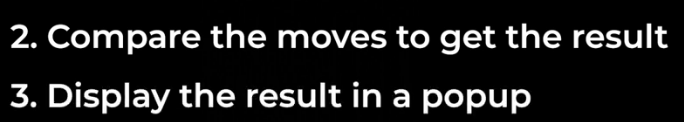 2. Compare the moves to get the result
3. Display the result in a popup